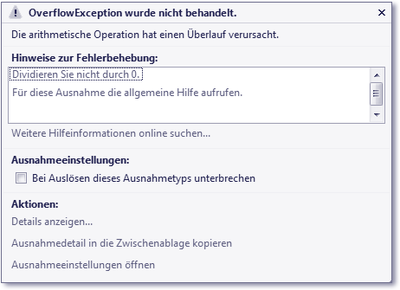 OverflowException wurde nicht behandelt.
Die arithmetische Operation hat einen Überlauf verursacht.
Hinweise zur Fehlerbehebung:
Dividieren Sie nicht durch 0.
Für diese Ausnahme die allgemeine Hilfe aufrufen.
Weitere Hilfeinformationen online suchen...
Ausnahmeeinstellungen:
Bei Auslösen dieses Ausnahmetyps unterbrechen
Aktionen:
Details anzeigen...
Ausnahmedetail in die Zwischenablage kopieren
Ausnahmeeinstellungen öffnen